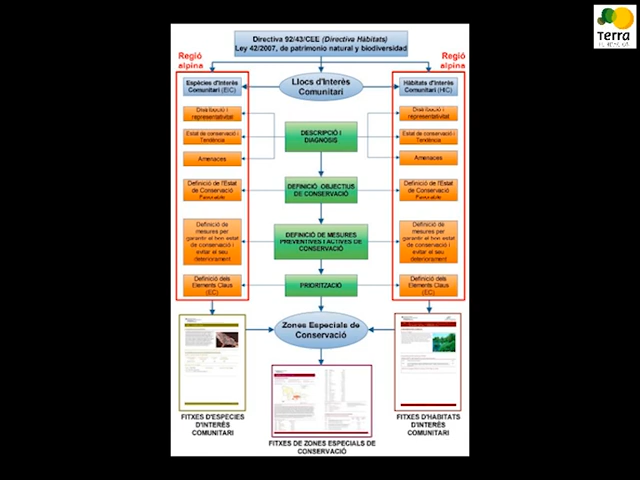 terra
Directiva 92/43/CEE (Directiva Hàbitats)
Ley 42/2007, de patrimonio natural y biodiversidad
Regió
alpina
Regió
alpina
Espècies d'Interès
Comunitari (EIC)
Llocs d'Interès
Comunitari
Hàbitats d'Interès
Comunitari (HIC)
Distribució i
representativitat
Estat de conservació i
Tendència
Amenaces
Distribució i
representativitat
Estat de conservació i
Tendència
Amenaces
DESCRIPCIÓ I
DIAGNOSIS
Definició de l'Estat
de Conservació
Favorable
DEFINICIÓ OBJECTIUS
DE CONSERVACIÓ
Definició de l'Estat
de Conservació
Favorable
Definició de
mesures per
garantir el bon estat
de conservació i
evitar el seu
deteriorament
DEFINICIÓ DE MESURES
PREVENTIVES I ACTIVES DE
CONSERVACIÓ
Definició de
mesures per
garantir el bon estat
de conservació i
evitar el seu
deteriorament
Definició dels
Elements Claus
(EC)
PRIORITZACIÓ
Definició dels
Elements Claus
(EC)
Zones Especials de
Conservació
FITXES D'ESPECIES
D'INTERÈS
COMUNITARI
FITXES DE ZONES ESPECIALS DE
CONSERVACIÓ
FITXES D'HABITATS
D'INTERÈS
COMUNITARI